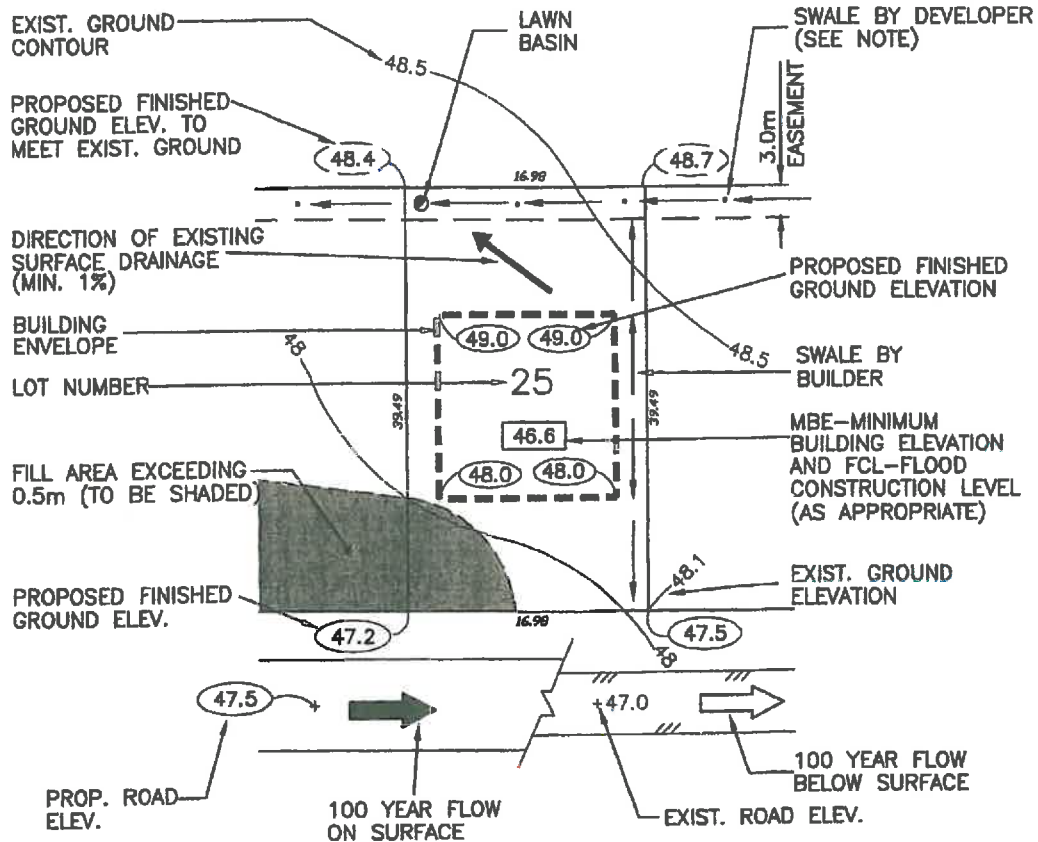 EXIST. GROUND
CONTOUR
LAWN
BASIN
SWALE BY DEVELOPER
(SEE NOTE)
48.5
PROPOSED FINISHED
GROUND ELEV. TO
MEET EXIST. GROUND
3.0m
EASEMENT
48.4
16.98
48.7
DIRECTION OF EXISTING
SURFACE DRAINAGE
(MIN. 1%)
PROPOSED FINISHED
GROUND ELEVATION
BUILDING
ENVELOPE
48
49.0
49.0
48.5
LOT NUMBER
25
SWALE BY
BUILDER
39.49
39.49
46.6
MBE-MINIMUM
BUILDING ELEVATION
AND FCL-FLOOD
CONSTRUCTION LEVEL
(AS APPROPRIATE)
FILL AREA EXCEEDING
0.5m (TO BE SHADED)
48.0
48.0
48.1
EXIST. GROUND
ELEVATION
PROPOSED FINISHED
GROUND ELEV.
47.2
16.98
47.5
48
47.5
+47.0
PROP. ROAD
ELEV.
100 YEAR FLOW
ON SURFACE
EXIST. ROAD ELEV.
100 YEAR FLOW
BELOW SURFACE